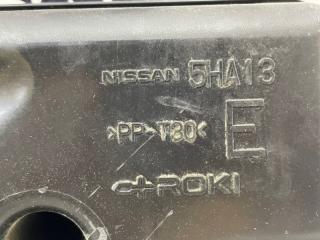 NISSAN 5HA13
>PP-T30<
E
ROKI